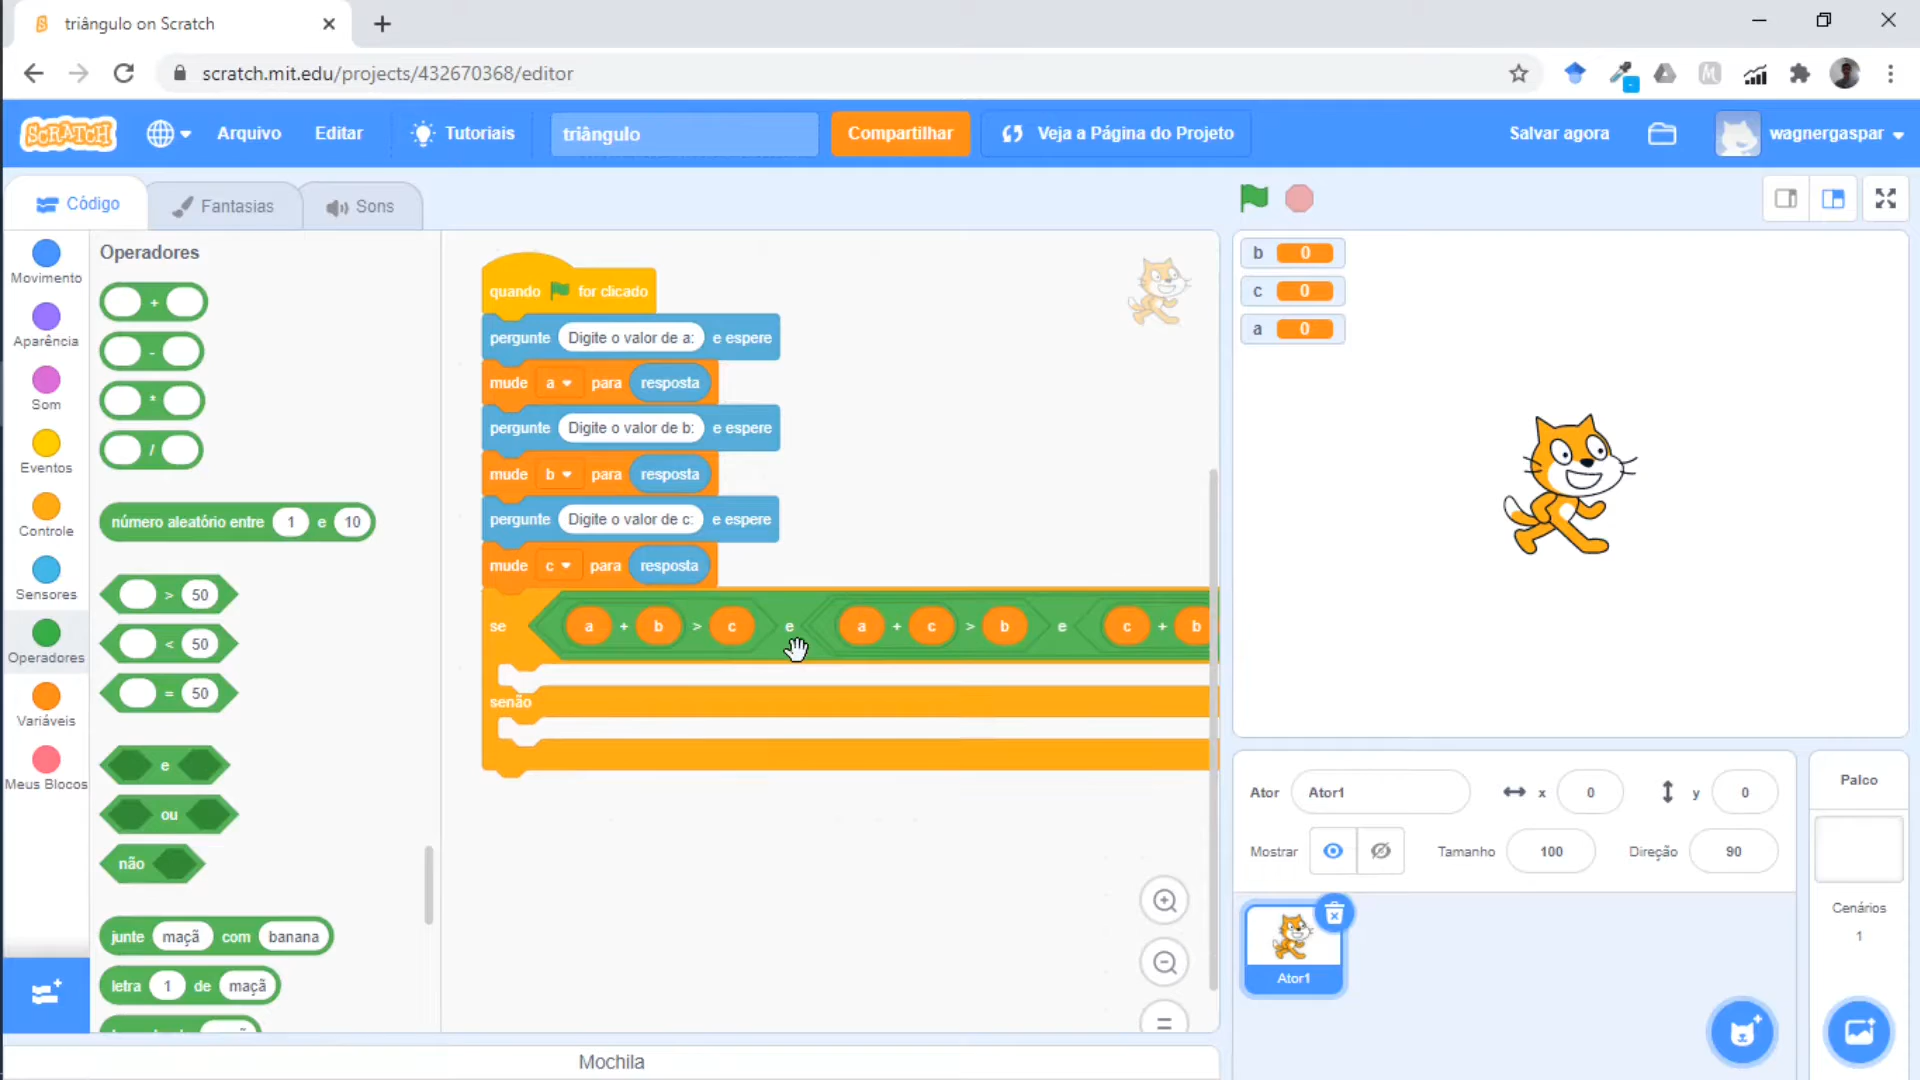 triângulo on Scratch
scratch.mit.edu/projects/432670368/editor
SCRATCH
Arquivo
Editar
Tutoriais
triângulo
Compartilhar
Veja a Página do Projeto
Salvar agora
wagnergaspar
Código
Fantasias
Sons
Movimento
Aparência
Som
Eventos
Controle
Sensores
Operadores
Variáveis
Meus Blocos
Operadores
+
-
*
/
número aleatório entre 1 e 10
> 50
< 50
= 50
e
ou
não
junte maçã com banana
letra 1 de maçã
quando for clicado
pergunte Digite o valor de a: e espere
mude a para resposta
pergunte Digite o valor de b: e espere
mude b para resposta
pergunte Digite o valor de c: e espere
mude c para resposta
se a + b > c e a + c > b e c + b
senão
b 0
c 0
a 0
Ator Ator1 x 0 y 0
Mostrar Tamanho 100 Direção 90
Ator1
Palco
Cenários
1
Mochila